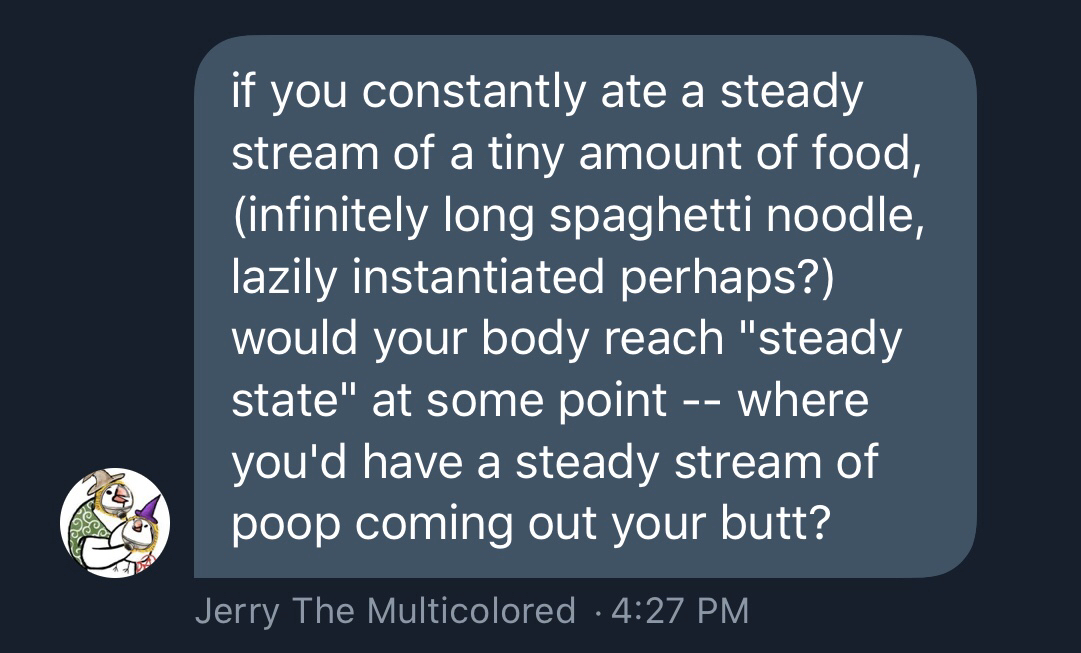 if you constantly ate a steady
stream of a tiny amount of food,
(infinitely long spaghetti noodle,
lazily instantiated perhaps?)
would your body reach "steady
state" at some point -- where
you'd have a steady stream of
poop coming out your butt?
Jerry The Multicolored · 4:27 PM